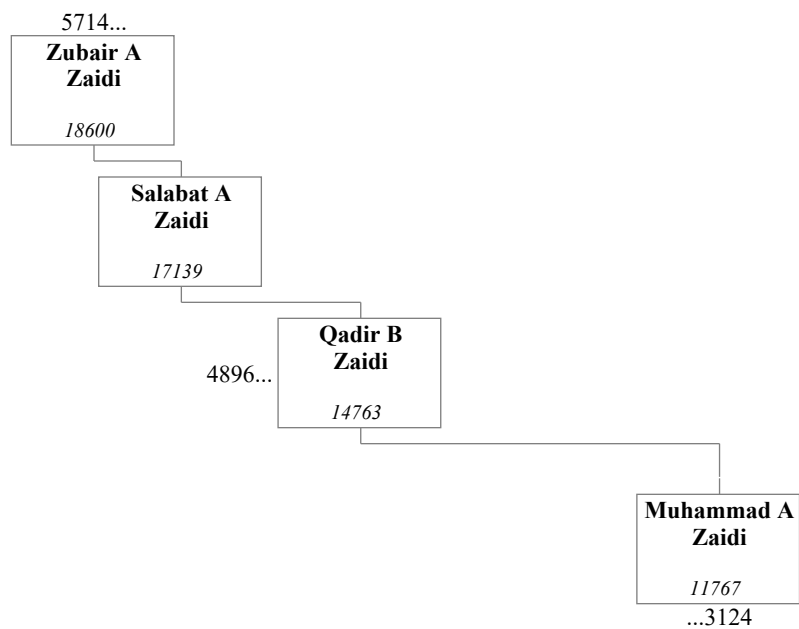 5714...
Zubair A
Zaidi
18600
Salabat A
Zaidi
17139
Qadir B
Zaidi
4896...
14763
Muhammad A
Zaidi
11767
...3124